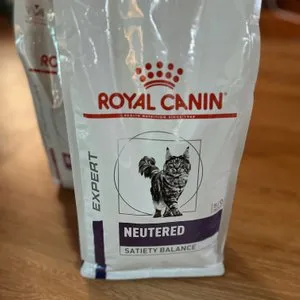 ROYAL CANIN
EXPERT
NEUTERED
SATIETY BALANCE